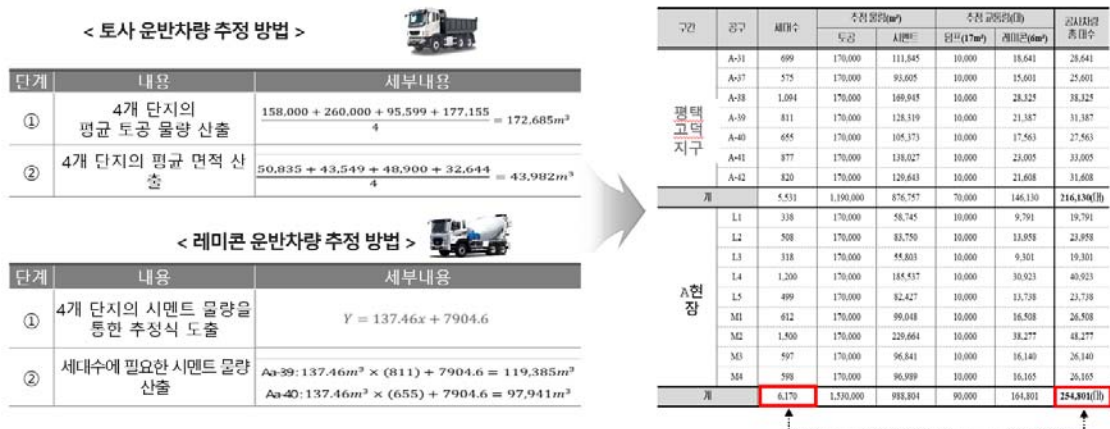 < 토사 운반차량 추정 방법 >
단계 내용 세부내용
① 4개 단지의
평균 토공 물량 산출
158,000 + 260,000 + 95,599 + 177,155
4
= 172,685m³
② 4개 단지의 평균 면적 산
출
50,835 + 43,549 + 48,900 + 32,644
4
= 43,982m³
< 레미콘 운반차량 추정 방법 >
단계 내용 세부내용
① 4개 단지의 시멘트 물량을
통한 추정식 도출
Y = 137.46x + 7904.6
② 세대수에 필요한 시멘트 물량
산출
Aa-39: 137.46m³ × (811) + 7904.6 = 119,385m³
Aa-40: 137.46m³ × (655) + 7904.6 = 97,941m³
구간 공구 세대수 추정 물량(m³) 추정 교통량(대) 공사차량
총 대수
토공 시멘트 덤프(17m³) 레미콘(6m³)
평택
고덕
지구
A-31 699 170,000 111,845 10,000 18,641 28,641
A-37 575 170,000 93,605 10,000 15,601 25,601
A-38 1,094 170,000 169,945 10,000 28,325 38,325
A-39 811 170,000 128,319 10,000 21,387 31,387
A-40 655 170,000 105,373 10,000 17,563 27,563
A-41 877 170,000 138,027 10,000 23,005 33,005
A-42 820 170,000 129,643 10,000 21,608 31,608
계 5,531 1,190,000 876,757 70,000 146,130 216,130(대)
A현
장
L1 338 170,000 58,745 10,000 9,791 19,791
L2 508 170,000 83,750 10,000 13,958 23,958
L3 318 170,000 55,803 10,000 9,301 19,301
L4 1,200 170,000 185,537 10,000 30,923 40,923
L5 499 170,000 82,427 10,000 13,738 23,738
M1 612 170,000 99,048 10,000 16,508 26,508
M2 1,500 170,000 229,664 10,000 38,277 48,277
M3 597 170,000 96,841 10,000 16,140 26,140
M4 598 170,000 96,989 10,000 16,165 26,165
계 6,170 1,530,000 988,804 90,000 164,801 254,801(대)